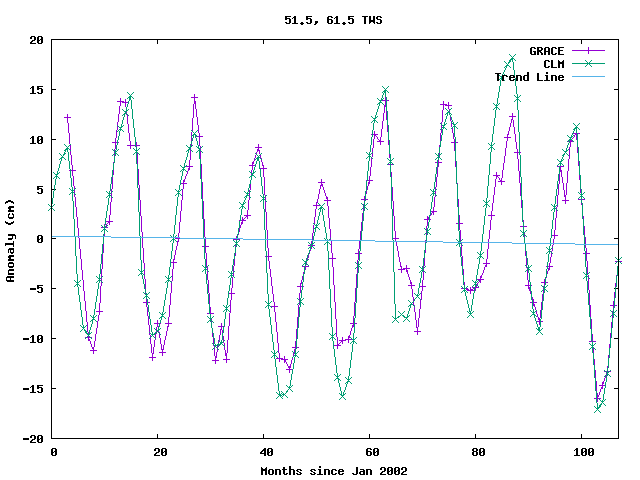 51.5, 61.5 TWS
GRACE
CLM
Trend Line
20
15
10
5
0
-5
-10
-15
-20
Anomaly (cm)
0 20 40 60 80 100
Months since Jan 2002